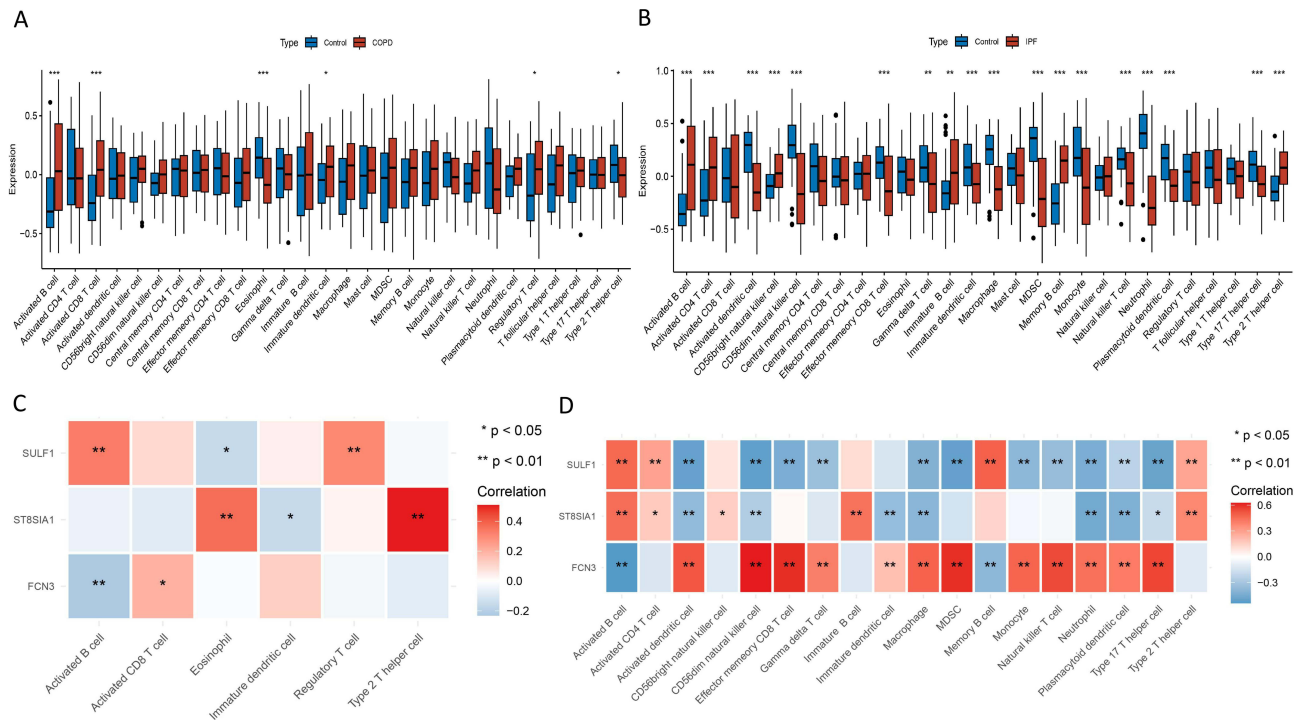 A
Type Control COPD
*** *** *** * * *
Expression
0.5
0.0
−0.5
Activated B cell
Activated CD4 T cell
Activated CD8 T cell
Activated dendritic cell
CD56bright natural killer cell
CD56dim natural killer cell
Central memory CD4 T cell
Central memory CD8 T cell
Effector memeory CD4 T cell
Effector memeory CD8 T cell
Eosinophil
Gamma delta T cell
Immature B cell
Immature dendritic cell
Macrophage
Mast cell
MDSC
Memory B cell
Monocyte
Natural killer cell
Natural killer T cell
Neutrophil
Plasmacytoid dendritic cell
Regulatory T cell
T follicular helper cell
Type 1 T helper cell
Type 17 T helper cell
Type 2 T helper cell
B
Type Control IPF
*** *** *** *** *** *** ** ** *** *** *** *** *** *** *** *** *** ***
Expression
1.0
0.5
0.0
−0.5
Activated B cell
Activated CD4 T cell
Activated CD8 T cell
Activated dendritic cell
CD56bright natural killer cell
CD56dim natural killer cell
Central memory CD4 T cell
Central memory CD8 T cell
Effector memeory CD4 T cell
Effector memeory CD8 T cell
Eosinophil
Gamma delta T cell
Immature B cell
Immature dendritic cell
Macrophage
Mast cell
MDSC
Memory B cell
Monocyte
Natural killer cell
Natural killer T cell
Neutrophil
Plasmacytoid dendritic cell
Regulatory T cell
T follicular helper cell
Type 1 T helper cell
Type 17 T helper cell
Type 2 T helper cell
C
SULF1 ** * **
ST8SIA1 ** * **
FCN3 ** *
Activated B cell
Activated CD8 T cell
Eosinophil
Immature dendritic cell
Regulatory T cell
Type 2 T helper cell
* p < 0.05
** p < 0.01
Correlation
0.4
0.2
0.0
−0.2
D
SULF1 ** ** ** ** ** ** ** ** ** ** ** ** ** ** **
ST8SIA1 ** * ** * ** ** ** ** ** ** * **
FCN3 ** ** ** ** ** ** ** ** ** ** ** ** ** **
Activated B cell
Activated CD4 T cell
Activated dendritic cell
CD56bright natural killer cell
CD56dim natural killer cell
Effector memeory CD8 T cell
Gamma delta T cell
Immature B cell
Immature dendritic cell
Macrophage
MDSC
Memory B cell
Monocyte
Natural killer T cell
Neutrophil
Plasmacytoid dendritic cell
Type 17 T helper cell
Type 2 T helper cell
* p < 0.05
** p < 0.01
Correlation
0.6
0.3
0.0
−0.3